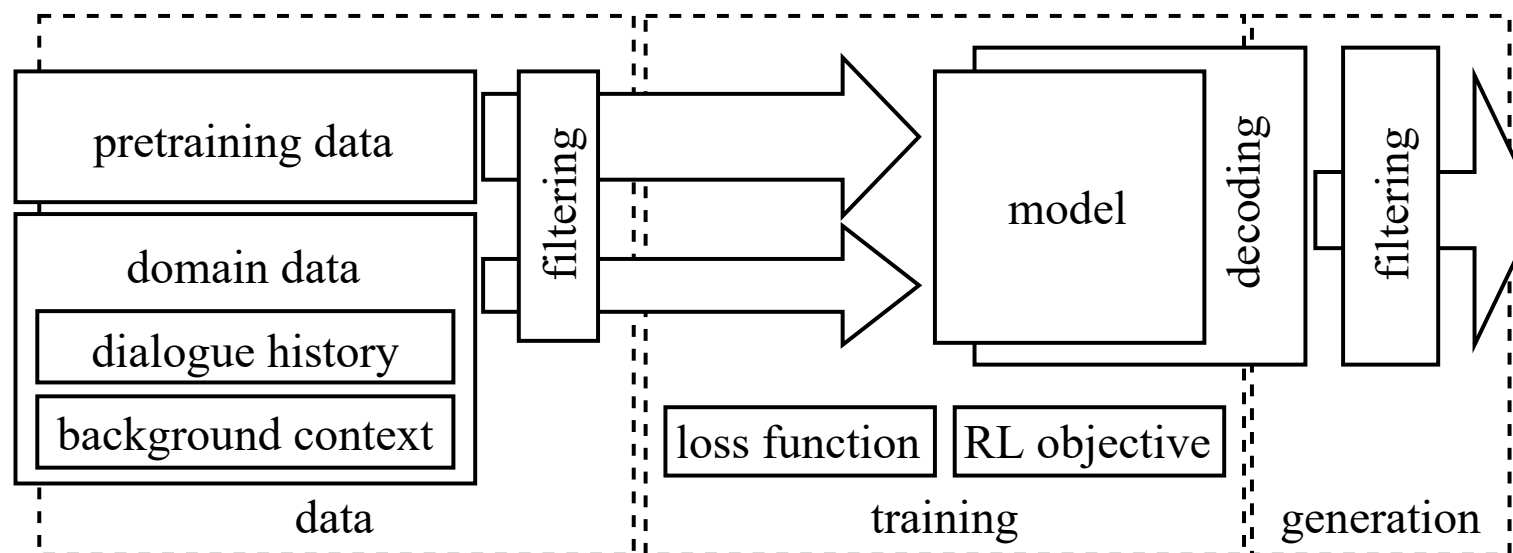 pretraining data
domain data
dialogue history
background context
data
filtering
model
decoding
loss function
RL objective
training
filtering
generation